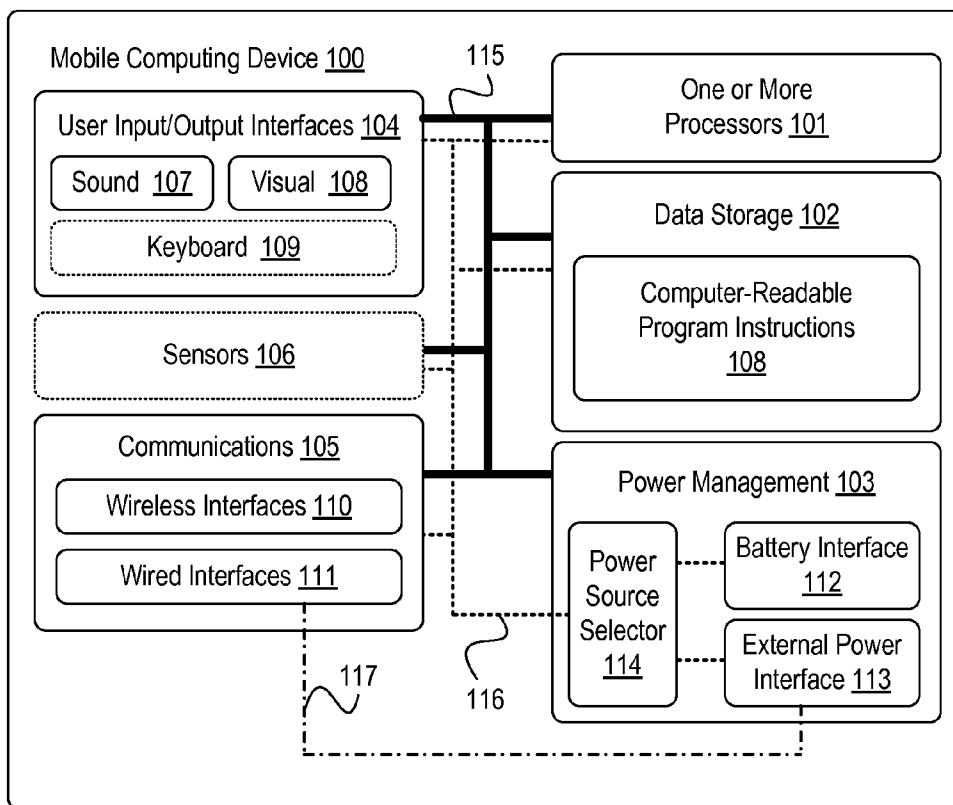 Mobile Computing Device 100
115
User Input/Output Interfaces 104
Sound 107
Visual 108
Keyboard 109
Sensors 106
Communications 105
Wireless Interfaces 110
Wired Interfaces 111
117
116
One or More
Processors 101
Data Storage 102
Computer-Readable
Program Instructions
108
Power Management 103
Power
Source
Selector
114
Battery Interface
112
External Power
Interface 113